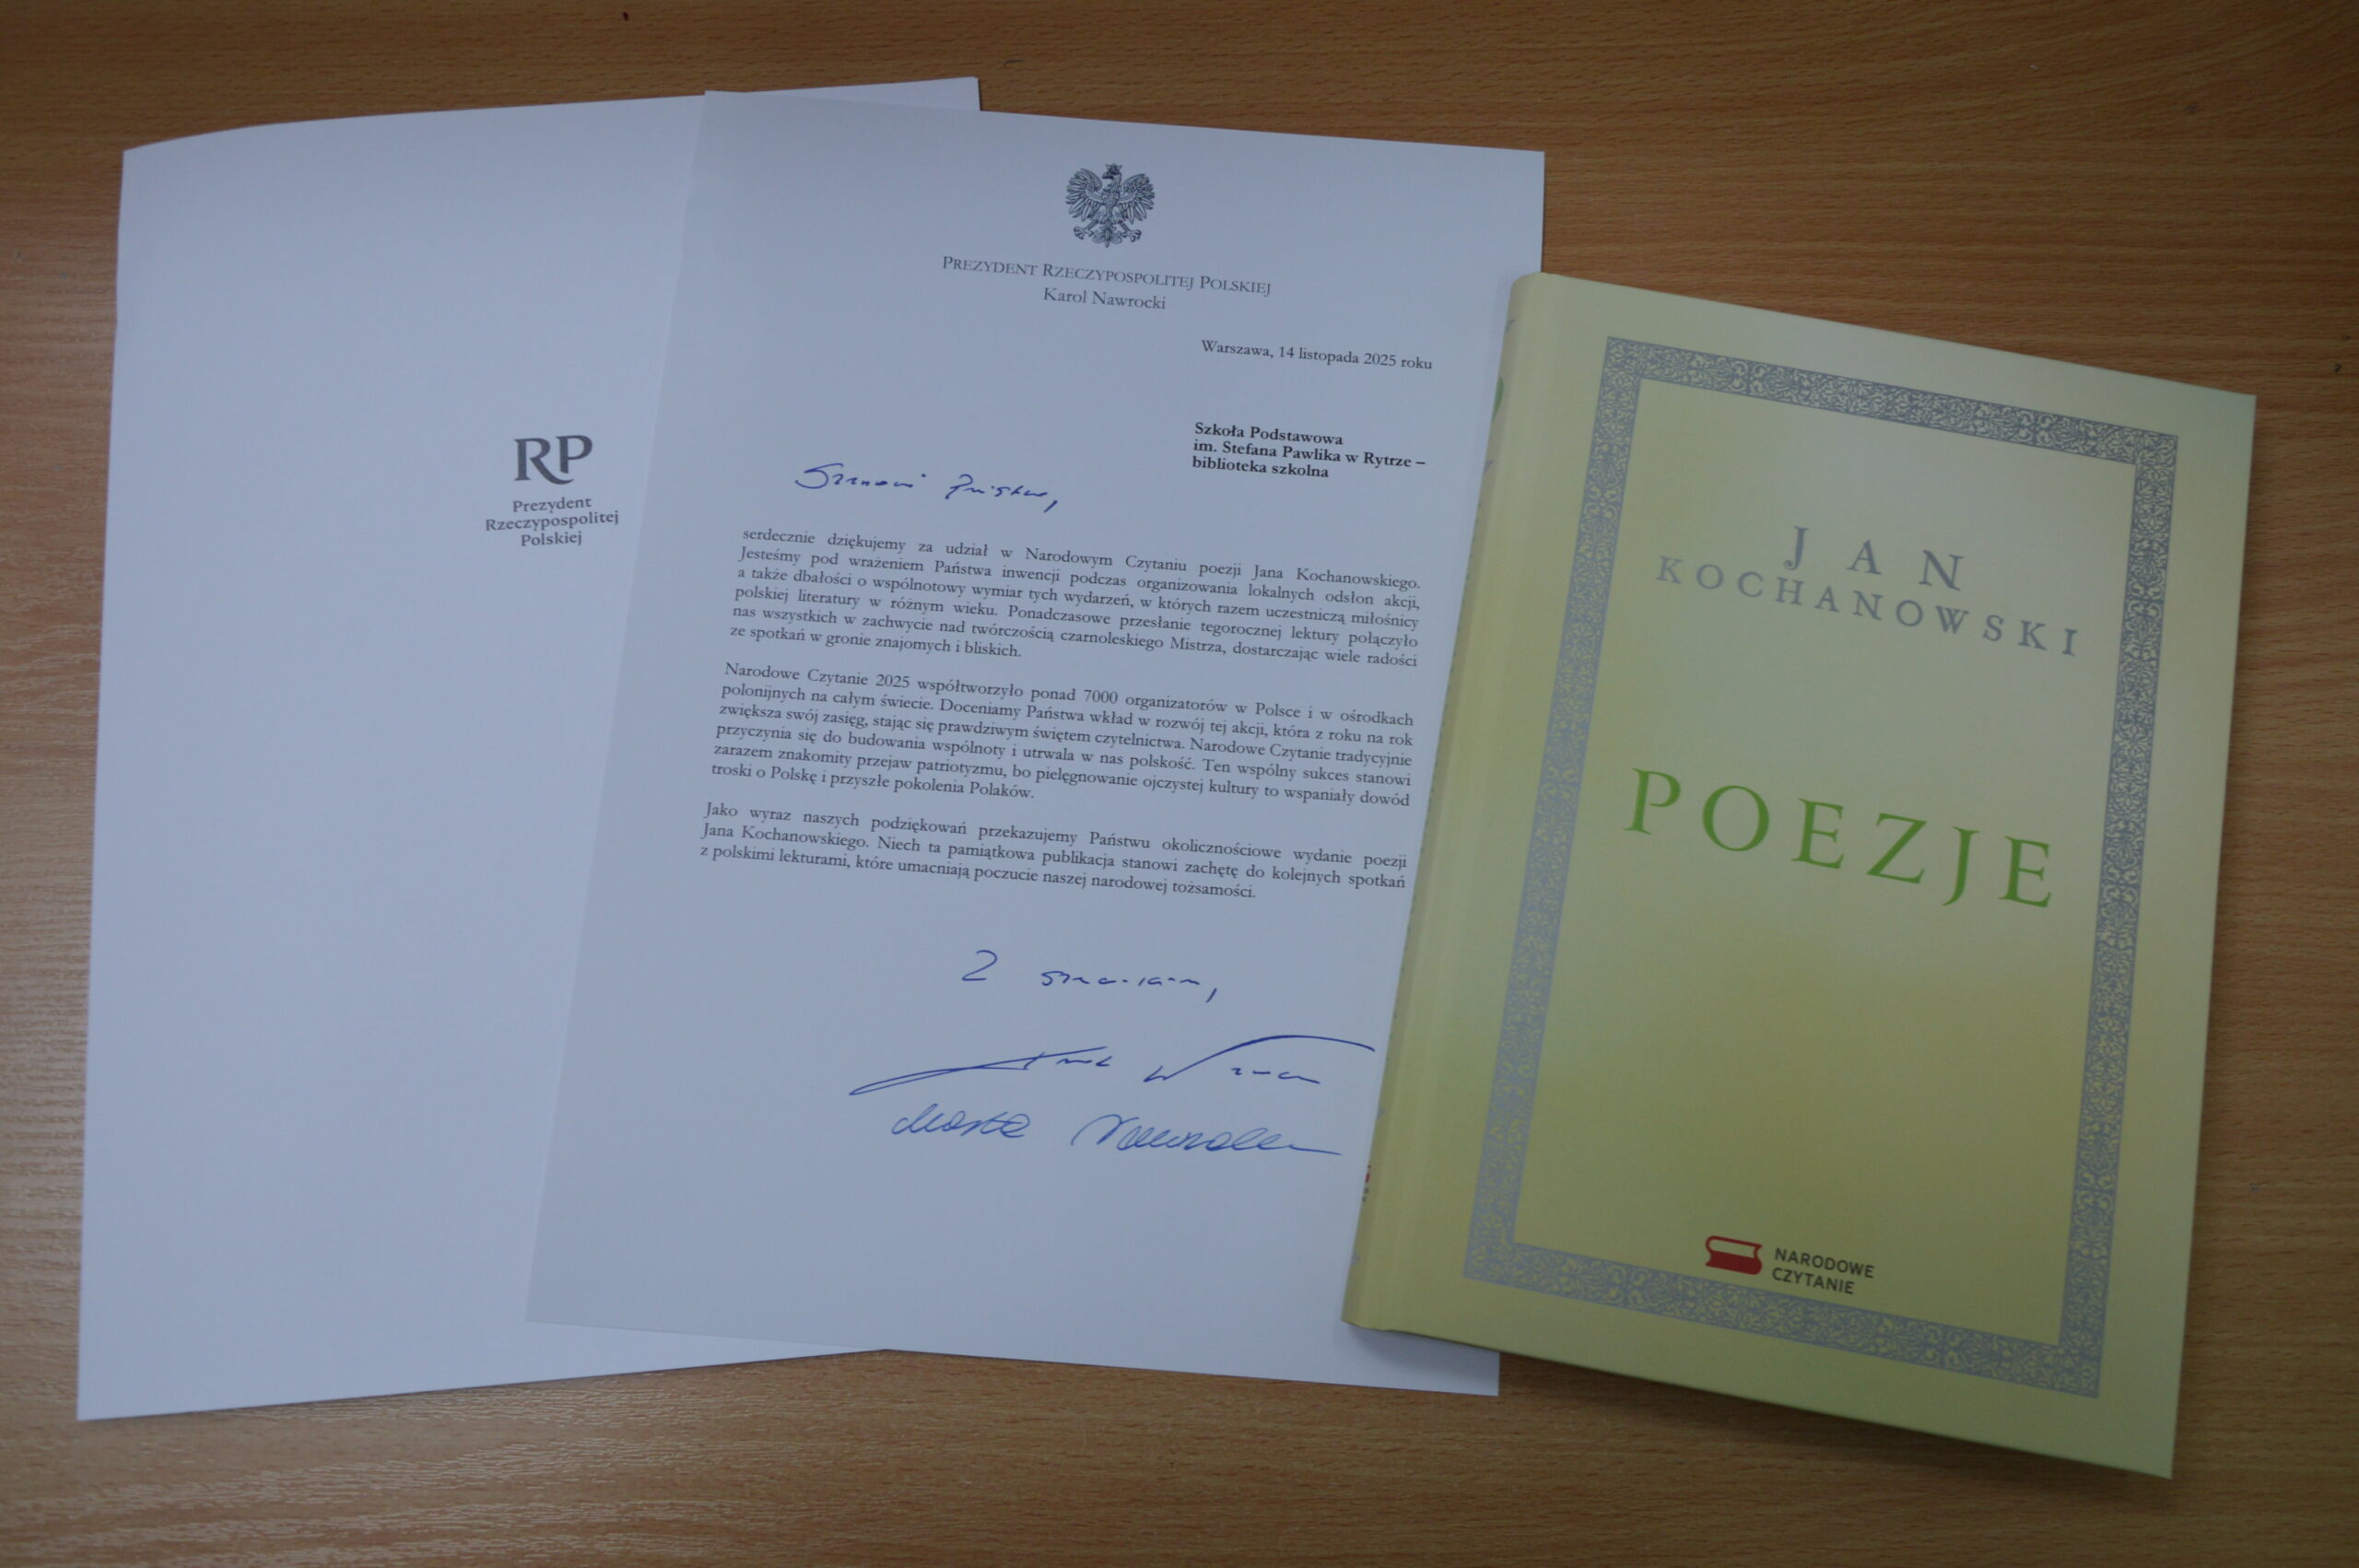 RP
Prezydent
Rzeczypospolitej
Polskiej
PREZYDENT RZECZYPOSPOLITEJ POLSKIEJ
Karol Nawrocki
Warszawa, 14 listopada 2025 roku
Szkoła Podstawowa
im. Stefana Pawlika w Rytrze –
biblioteka szkolna
Szanowni Państwo,
serdecznie dziękujemy za udział w Narodowym Czytaniu poezji Jana Kochanowskiego.
Jesteśmy pod wrażeniem Państwa inwencji podczas organizowania lokalnych odsłon akcji,
a także dbałości o wspólnotowy wymiar tych wydarzeń, w których razem uczestniczą miłośnicy
polskiej literatury w różnym wieku. Ponadczasowe przesłanie tegorocznej lektury połączyło
nas wszystkich w zachwycie nad twórczością czarnoleskiego Mistrza, dostarczając wiele radości
ze spotkań w gronie znajomych i bliskich.
Narodowe Czytanie 2025 współtworzyło ponad 7000 organizatorów w Polsce i w ośrodkach
polonijnych na całym świecie. Doceniamy Państwa wkład w rozwój tej akcji, która z roku na rok
zwiększa swój zasięg, stając się prawdziwym świętem czytelnictwa. Narodowe Czytanie tradycyjnie
przyczynia się do budowania wspólnoty i utrwala w nas polskość. Ten wspólny sukces stanowi
zarazem znakomity przejaw patriotyzmu, bo pielęgnowanie ojczystej kultury to wspaniały dowód
troski o Polskę i przyszłe pokolenia Polaków.
Jako wyraz naszych podziękowań przekazujemy Państwu okolicznościowe wydanie poezji
Jana Kochanowskiego. Niech ta pamiątkowa publikacja stanowi zachętę do kolejnych spotkań
z polskimi lekturami, które umacniają poczucie naszej narodowej tożsamości.
Z szacunkiem,
Marta Nawrocka
JAN
KOCHANOWSKI
POEZJE
NARODOWE
CZYTANIE